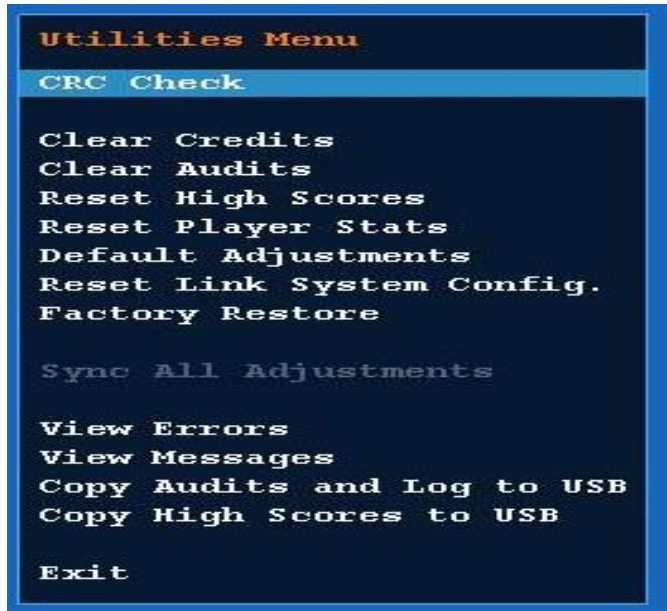 Utilities Menu
CRC Check
Clear Credits
Clear Audits
Reset High Scores
Reset Player Stats
Default Adjustments
Reset Link System Config.
Factory Restore
Sync All Adjustments
View Errors
View Messages
Copy Audits and Log to USB
Copy High Scores to USB
Exit